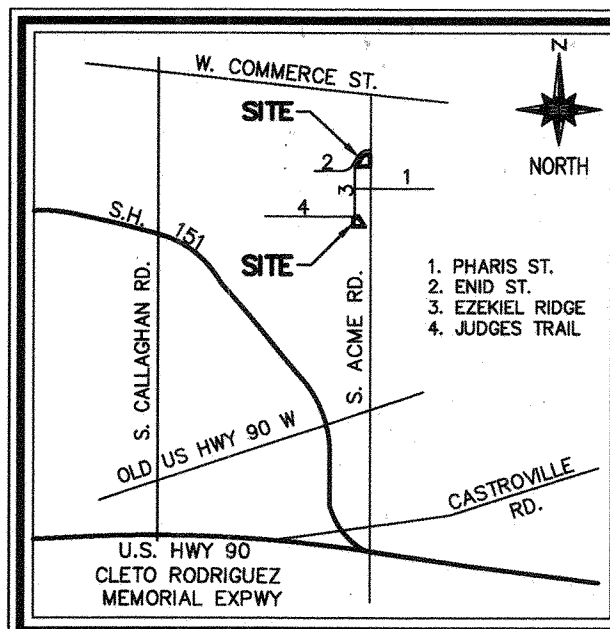 W. COMMERCE ST.
Z
SITE
NORTH
2
1
3
4
S.H. 151
SITE
1. PHARIS ST.
2. ENID ST.
3. EZEKIEL RIDGE
4. JUDGES TRAIL
S. CALLAGHAN RD.
S. ACME RD.
OLD US HWY 90 W
CASTROVILLE
RD.
U.S. HWY 90
CLETO RODRIGUEZ
MEMORIAL EXPWY